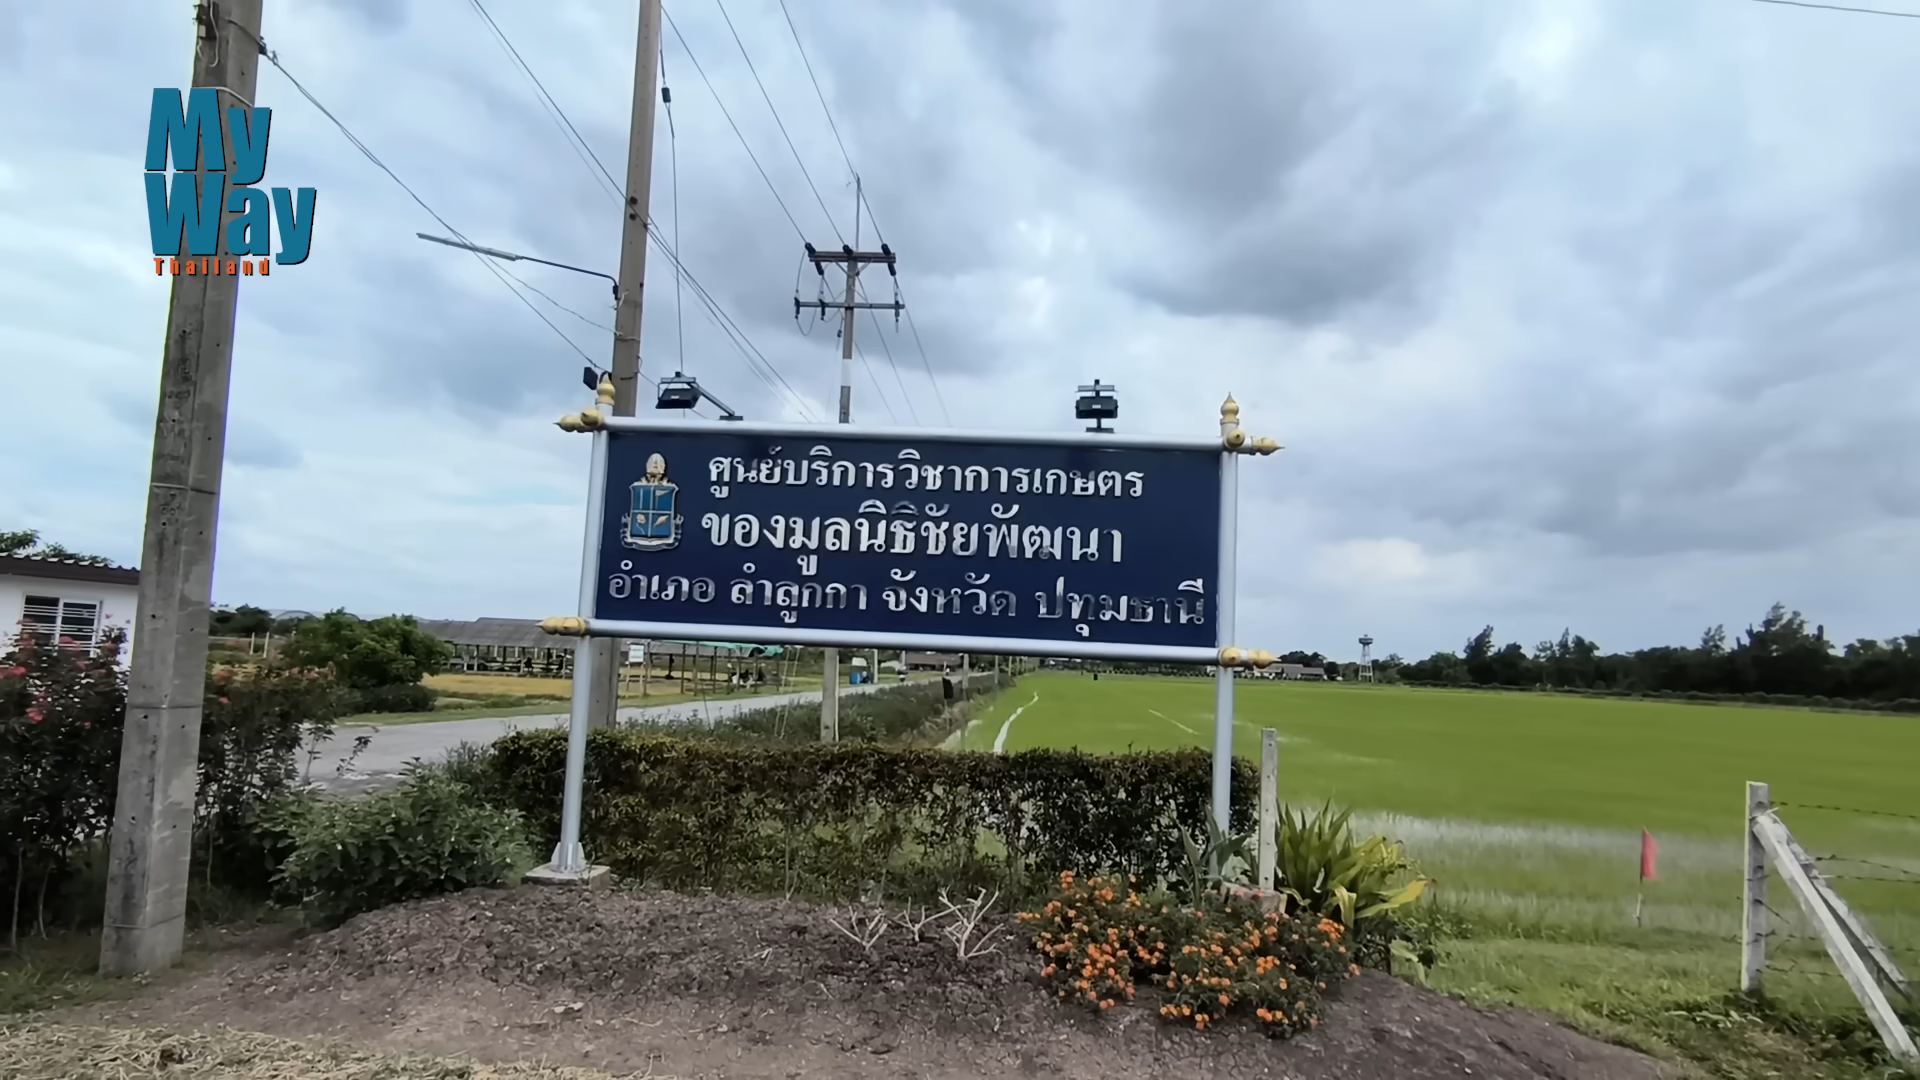 My
Way
Thailand
ศูนย์บริการวิชาการเกษตร
ของมูลนิธิชัยพัฒนา
อำเภอ ลำลูกกา จังหวัด ปทุมธานี